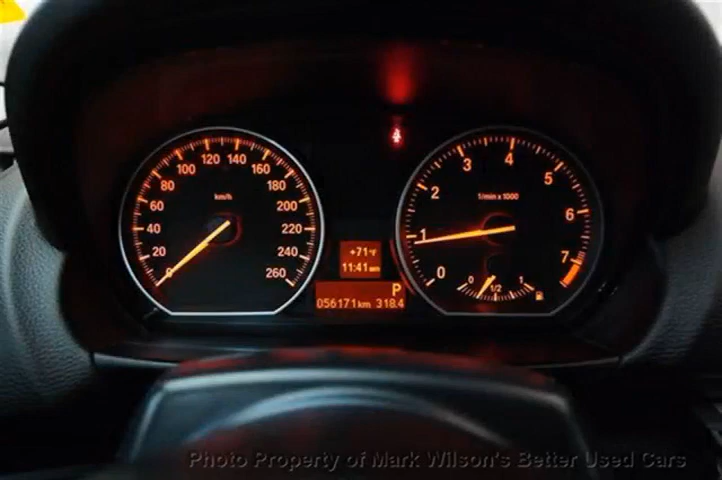 0 20 40 60 80 100 120 140 160 180 200 220 240 260
km/h
+71°F
11:41am
P
056171km 318.4
0 1 2 3 4 5 6 7
1/min x 1000
0 1/2 1
Photo Property of Mark Wilson's Better Used Cars